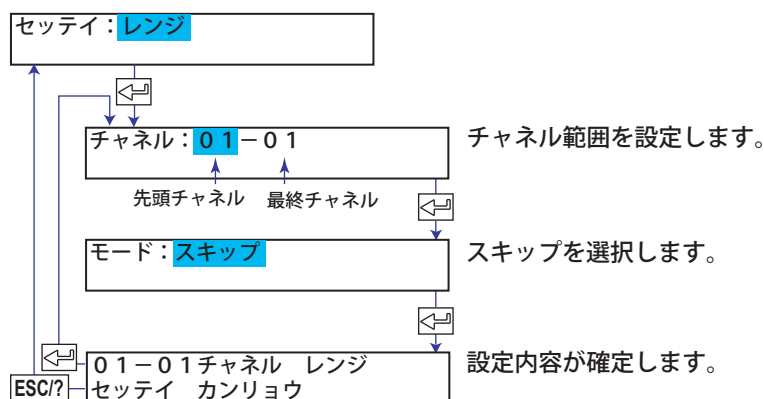 セッテイ：レンジ
チャネル：０１－０１
チャネル範囲を設定します。
先頭チャネル 最終チャネル
モード：スキップ
スキップを選択します。
０１－０１チャネル　レンジ
設定内容が確定します。
ESC/?
セッテイ　カンリョウ